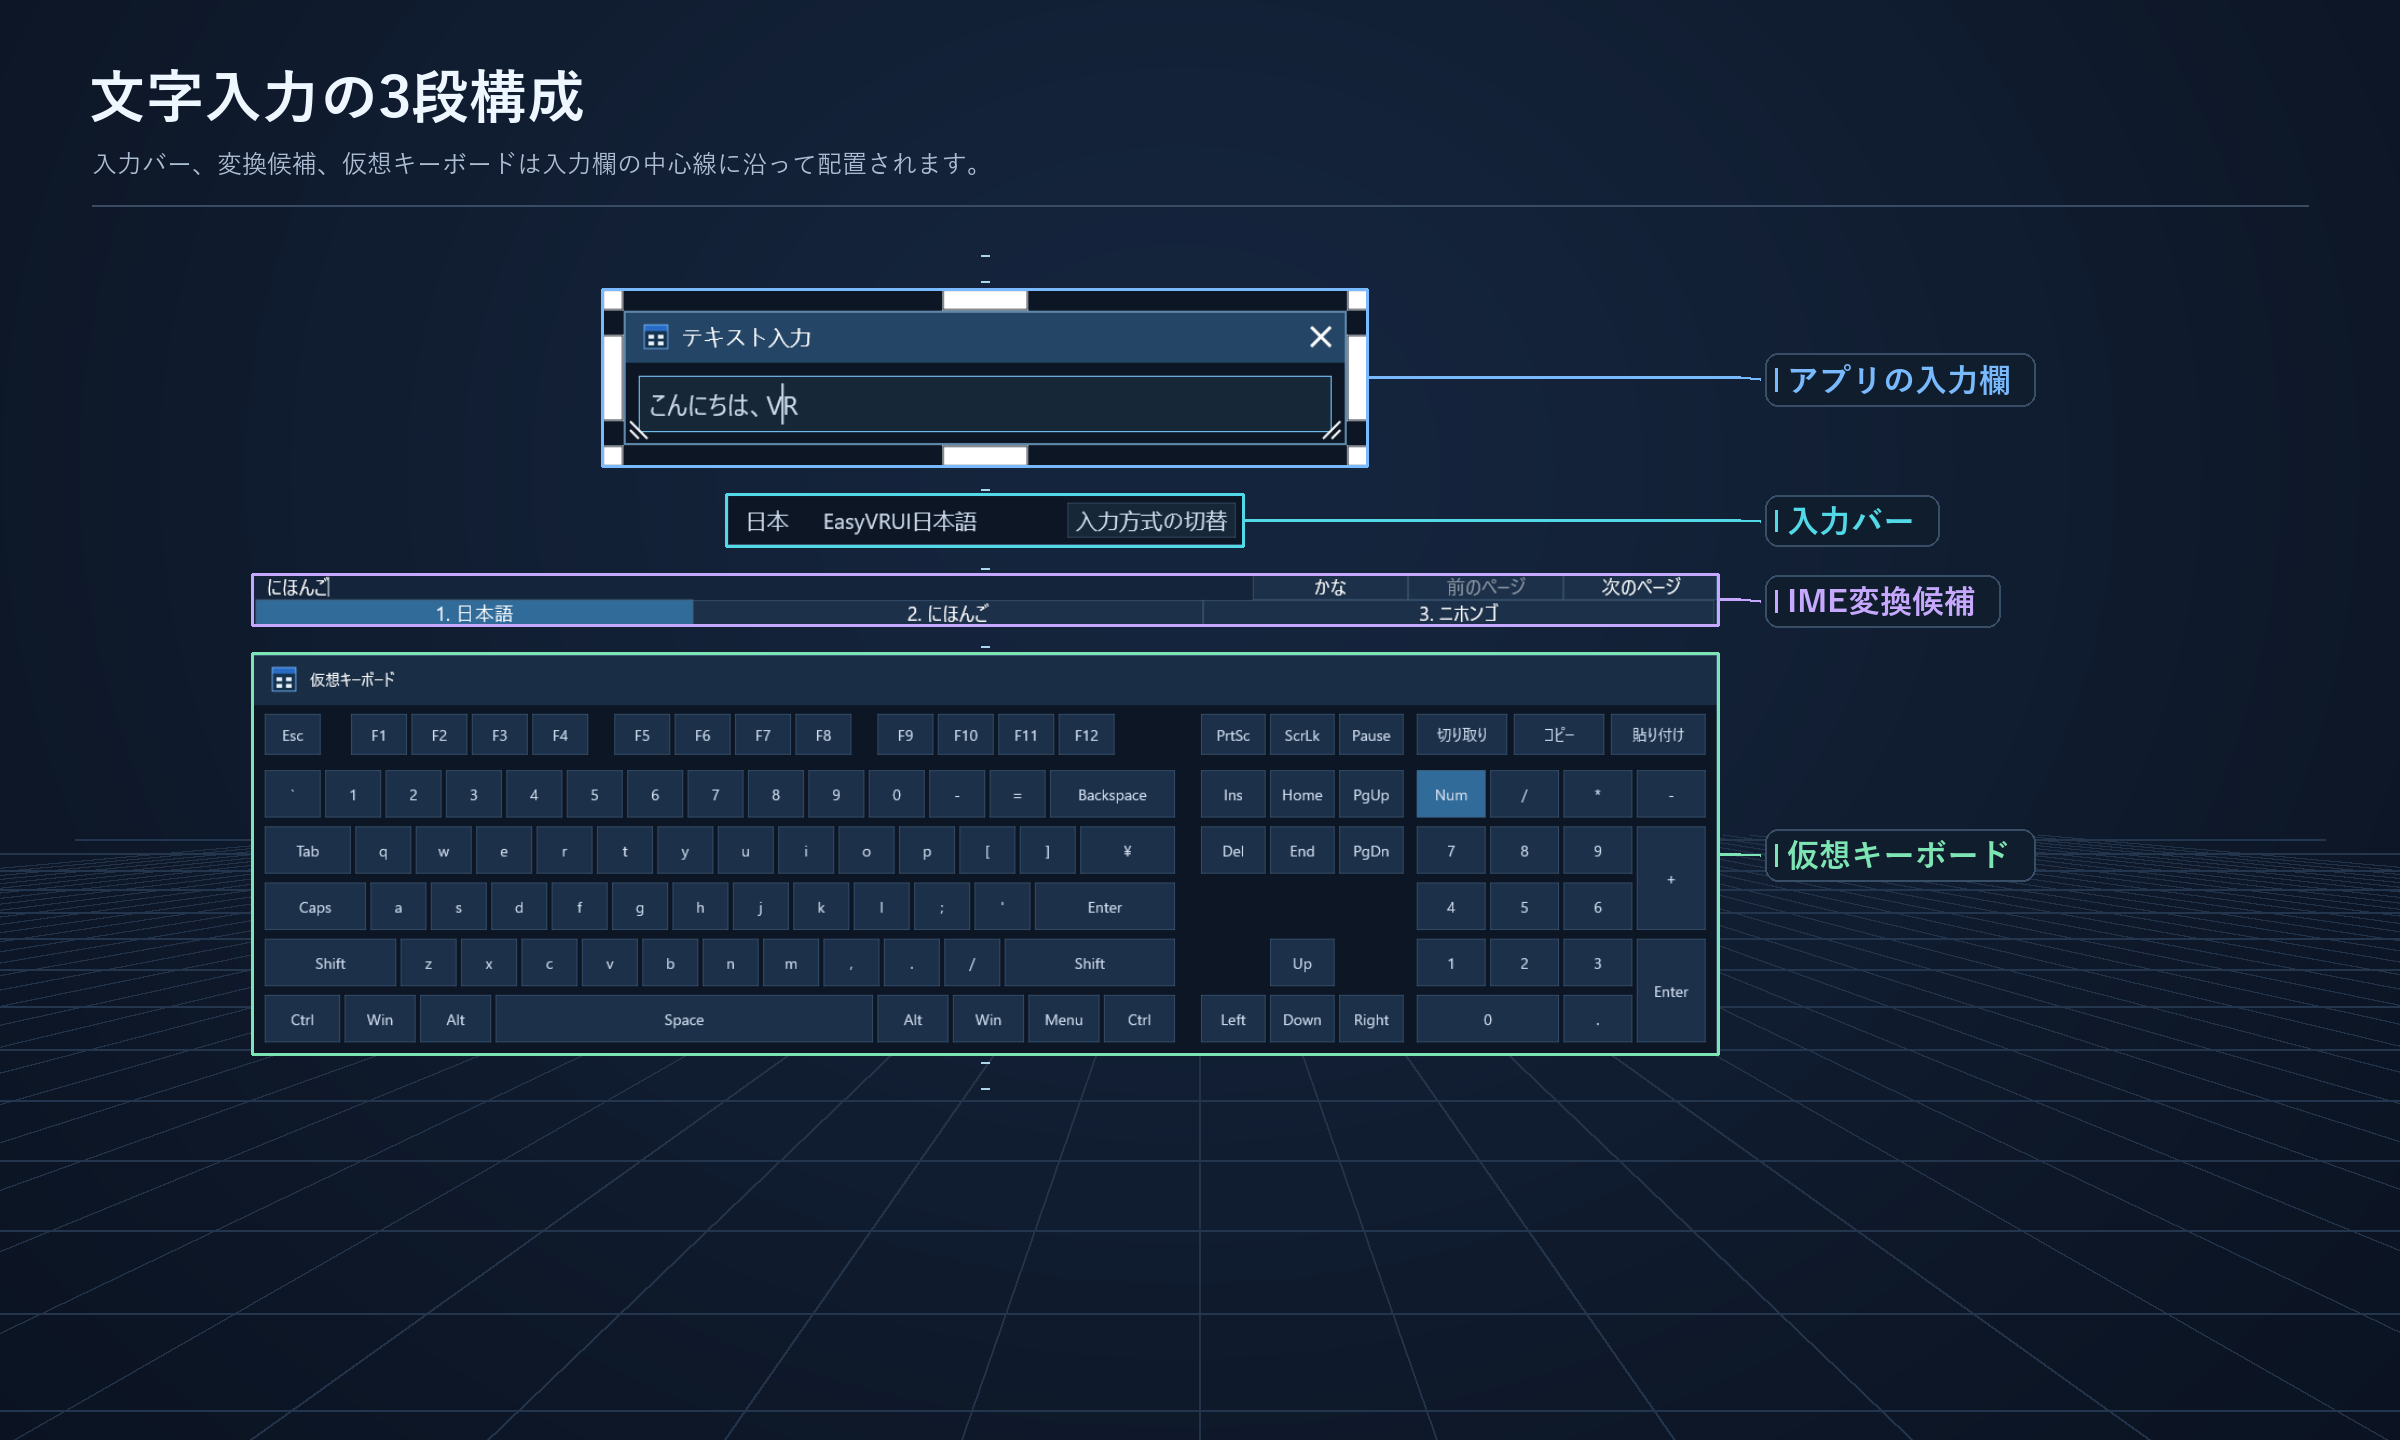 文字入力の3段構成
入力バー、変換候補、仮想キーボードは入力欄の中心線に沿って配置されます。
テキスト入力
こんにちは、VR
アプリの入力欄
日本 EasyVRUI日本語 入力方式の切替
入力バー
にほんご かな 前のページ 次のページ
1. 日本語 2. にほんご 3. ニホンゴ
IME変換候補
仮想キーボード
Esc F1 F2 F3 F4 F5 F6 F7 F8 F9 F10 F11 F12 PrtSc ScrLk Pause 切り取り コピー 貼り付け
` 1 2 3 4 5 6 7 8 9 0 - = Backspace Ins Home PgUp Num / * -
Tab q w e r t y u i o p [ ] ¥ Del End PgDn 7 8 9 +
仮想キーボード
Caps a s d f g h j k l ; ' Enter 4 5 6
Shift z x c v b n m , . / Shift Up 1 2 3 Enter
Ctrl Win Alt Space Alt Win Menu Ctrl Left Down Right 0 .